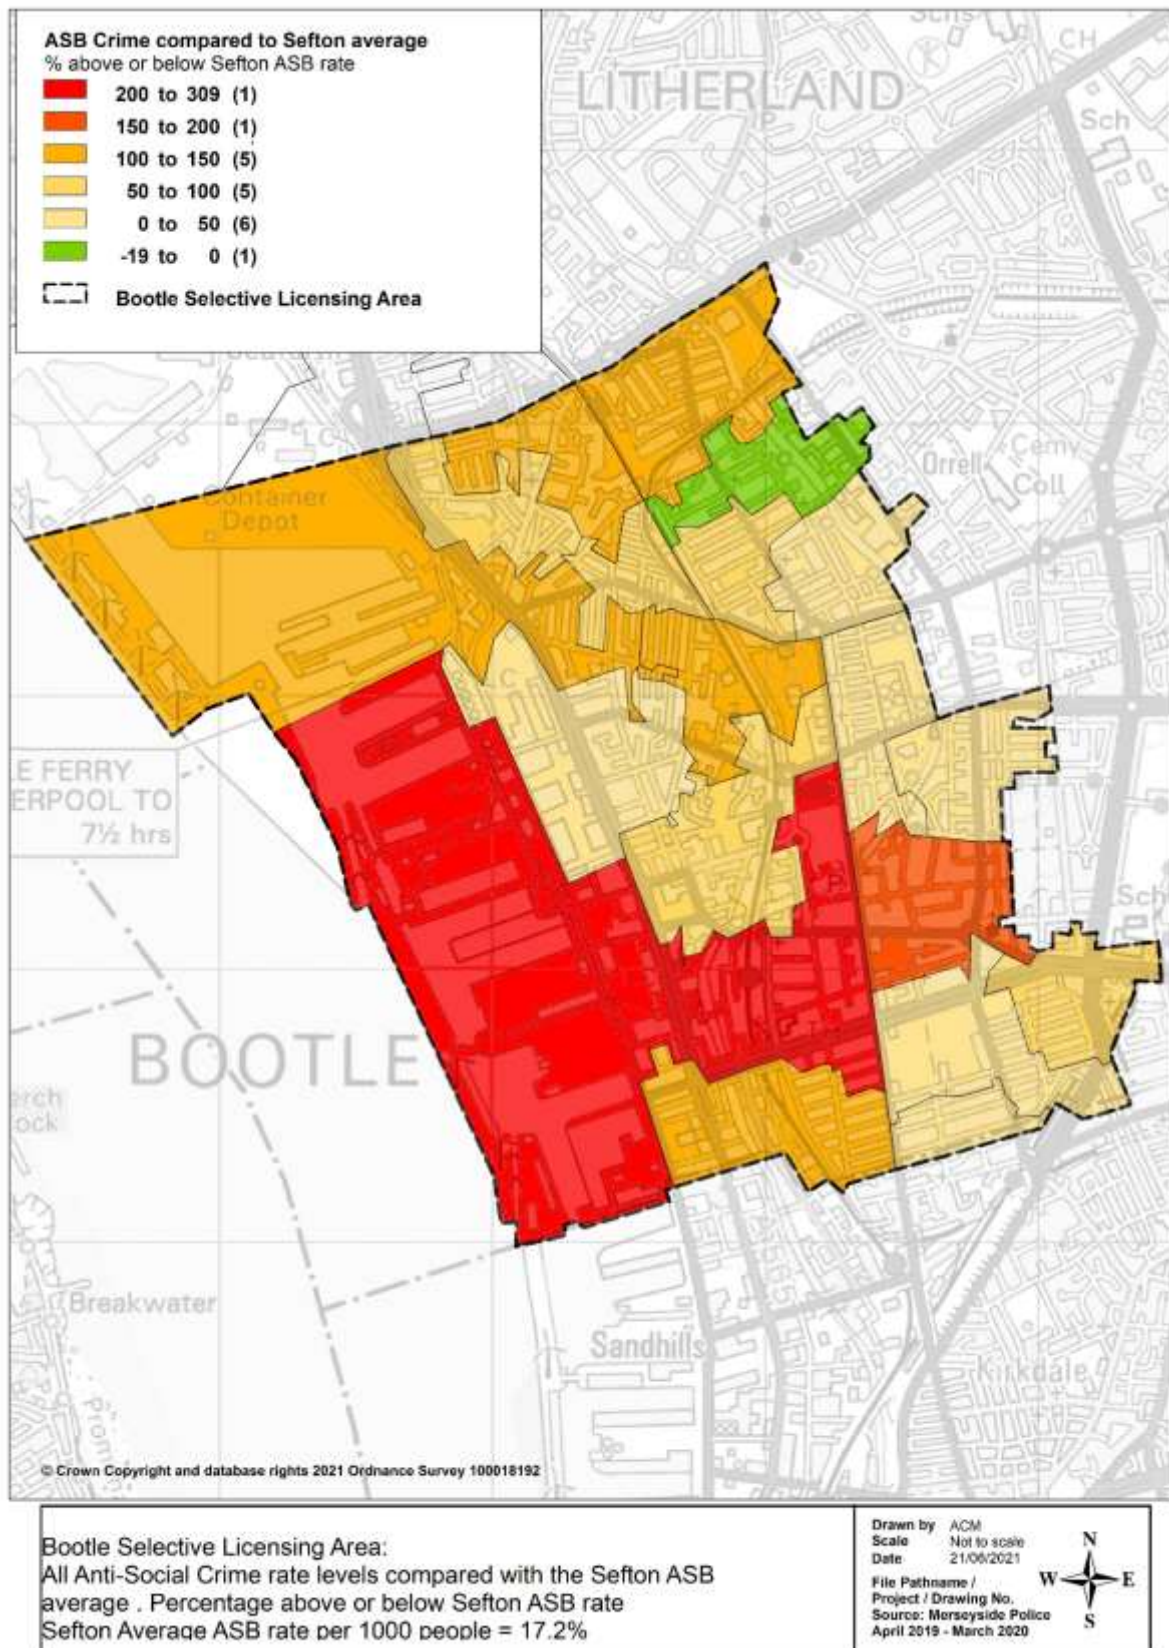 ASB Crime compared to Sefton average
% above or below Sefton ASB rate
200 to 309 (1)
150 to 200 (1)
100 to 150 (5)
50 to 100 (5)
0 to 50 (6)
-19 to 0 (1)
Bootle Selective Licensing Area
CH
LITHERLAND
Sch
Cemy
Orrell
Coll
LC
Container
Depot
C
LE FERRY
ERPOOL TO
7½ hrs
P
Sch
BOOTLE
ock
Breakwater
Sandhills
Kirkdale
© Crown Copyright and database rights 2021 Ordnance Survey 100018192
Bootle Selective Licensing Area:
All Anti-Social Crime rate levels compared with the Sefton ASB
average . Percentage above or below Sefton ASB rate
Sefton Average ASB rate per 1000 people = 17.2%
Drawn by ACM
Scale Not to scale
Date 21/06/2021
File Pathname /
Project / Drawing No.
Source: Merseyside Police
April 2019 - March 2020
N
W E
S